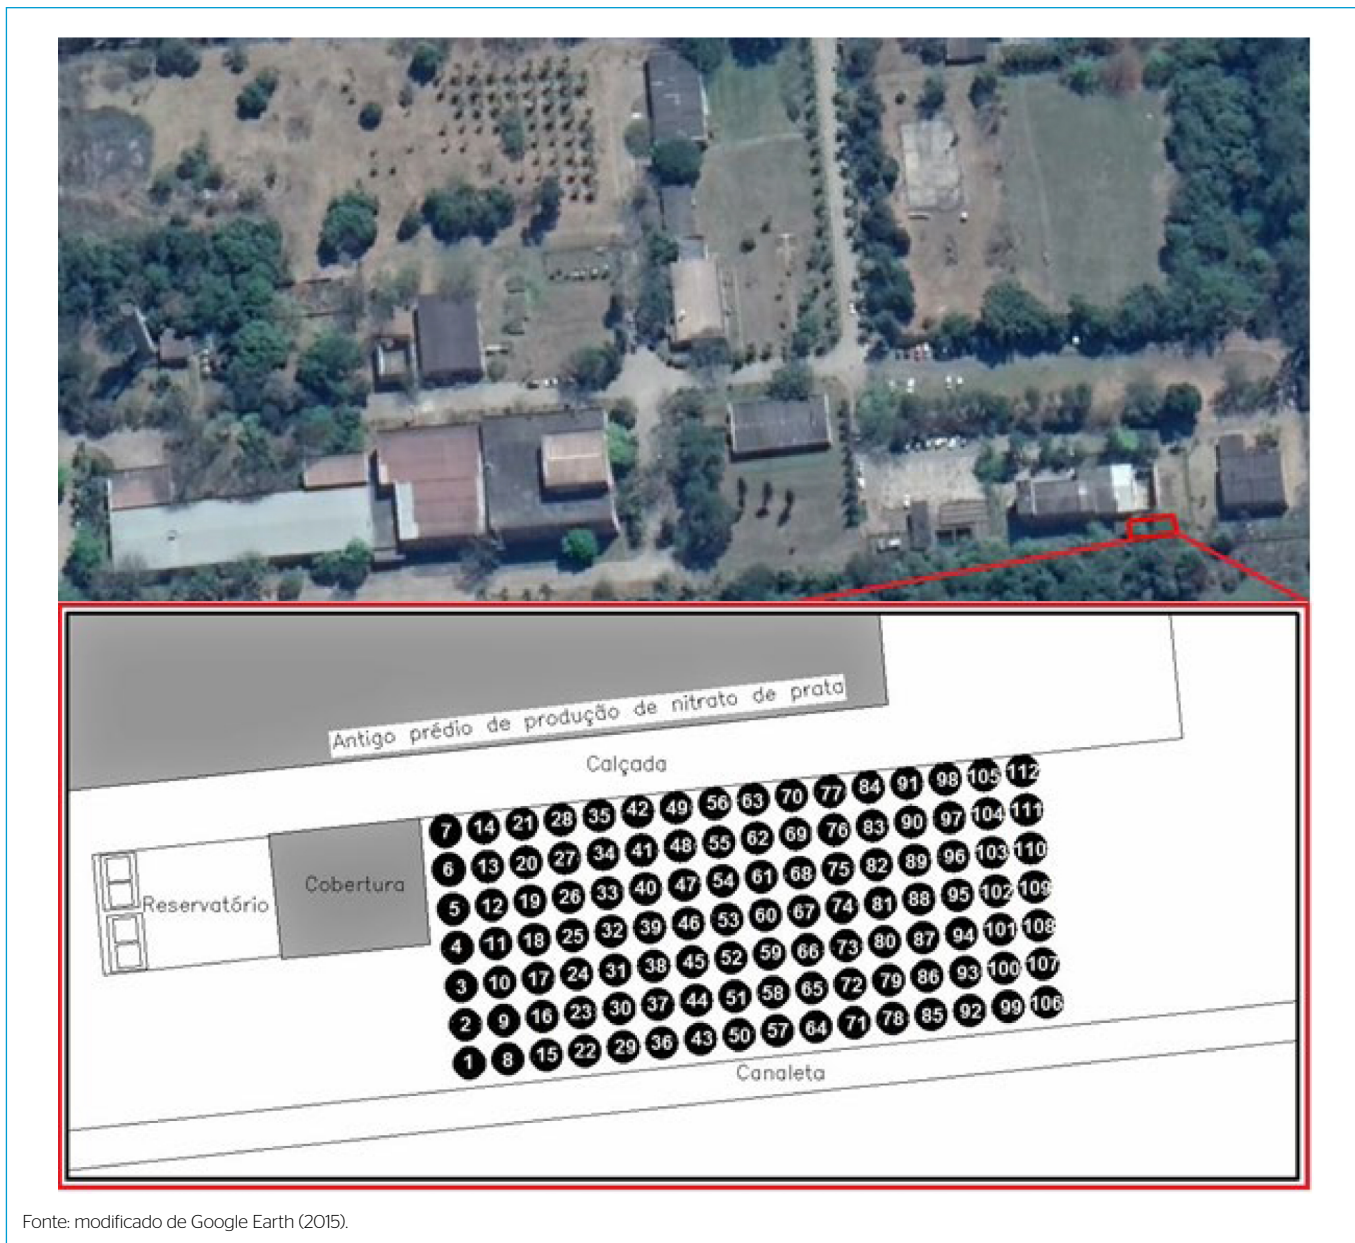 Antigo prédio de produção de nitrato de prata
Calçada
7 14 21 28 35 42 49 56 63 70 77 84 91 98 105 112
6 13 20 27 34 41 48 55 62 69 76 83 90 97 104 111
5 12 19 26 33 40 47 54 61 68 75 82 89 96 103 110
4 11 18 25 32 39 46 53 60 67 74 81 88 95 102 109
3 10 17 24 31 38 45 52 59 66 73 80 87 94 101 108
2 9 16 23 30 37 44 51 58 65 72 79 86 93 100 107
1 8 15 22 29 36 43 50 57 64 71 78 85 92 99 106
Cobertura
Reservatório
Canaleta
Fonte: modificado de Google Earth (2015).